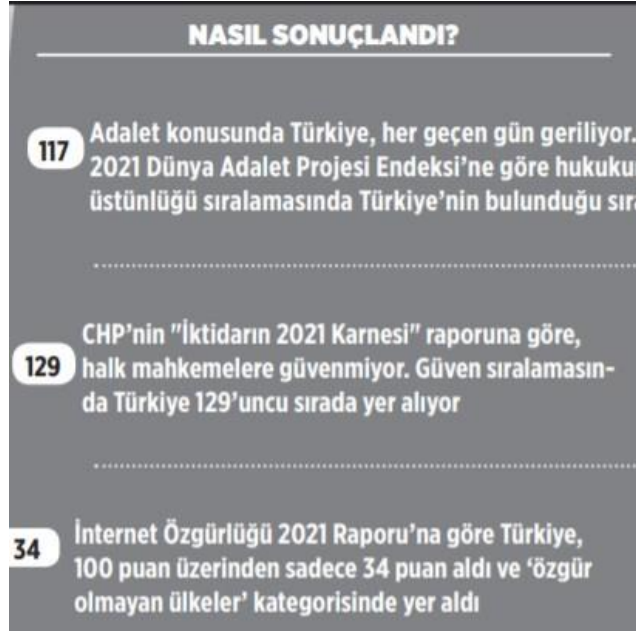 NASIL SONUÇLANDI?
117
Adalet konusunda Türkiye, her geçen gün geriliyor.
2021 Dünya Adalet Projesi Endeksi’ne göre
üstünlüğü sıralamasında Türkiye’nin bulunduğu
129
CHP’nin "İktidarın 2021 Karnesi" raporuna göre,
halk mahkemelere güvenmiyor. Güven sıralamasın-
da Türkiye 129’uncu sırada yer alıyor
34
İnternet Özgürlüğü 2021 Raporu’na göre Türkiye,
100 puan üzerinden sadece 34 puan aldı ve ‘özgür
olmayan ülkeler’ kategorisinde yer aldı